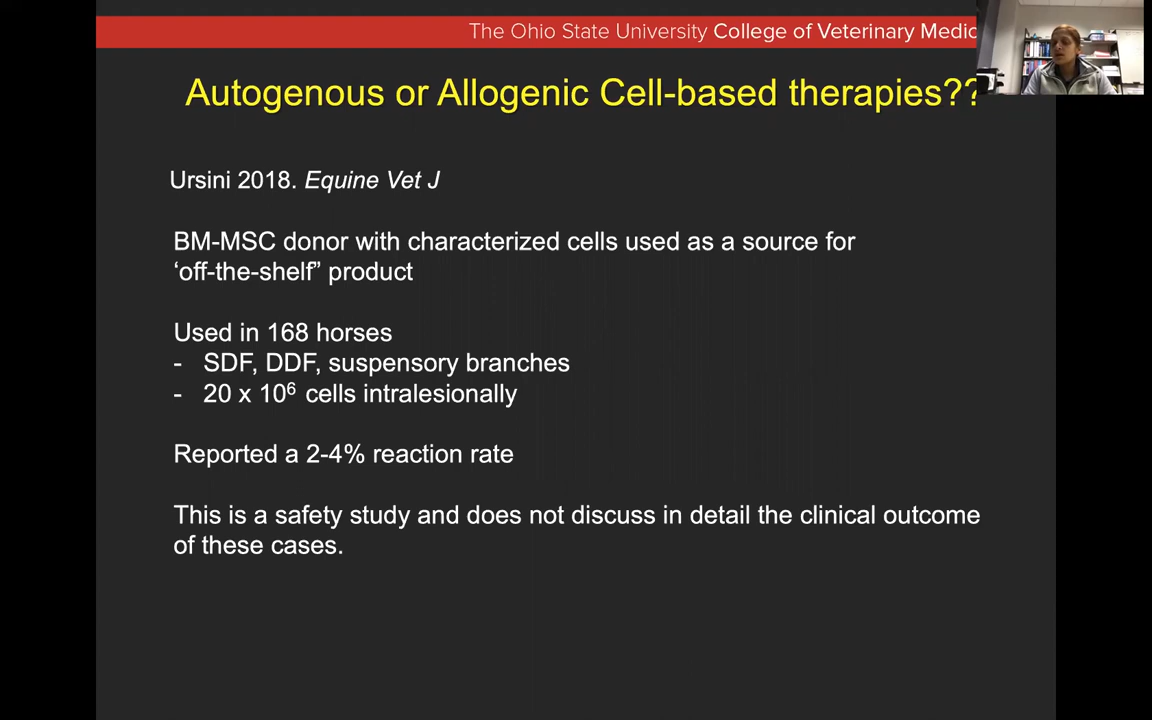 The Ohio State University College of Veterinary Medic
Autogenous or Allogenic Cell-based therapies??
Ursini 2018. Equine Vet J
BM-MSC donor with characterized cells used as a source for
‘off-the-shelf” product
Used in 168 horses
- SDF, DDF, suspensory branches
- 20 x 10⁶ cells intralesionally
Reported a 2-4% reaction rate
This is a safety study and does not discuss in detail the clinical outcome
of these cases.